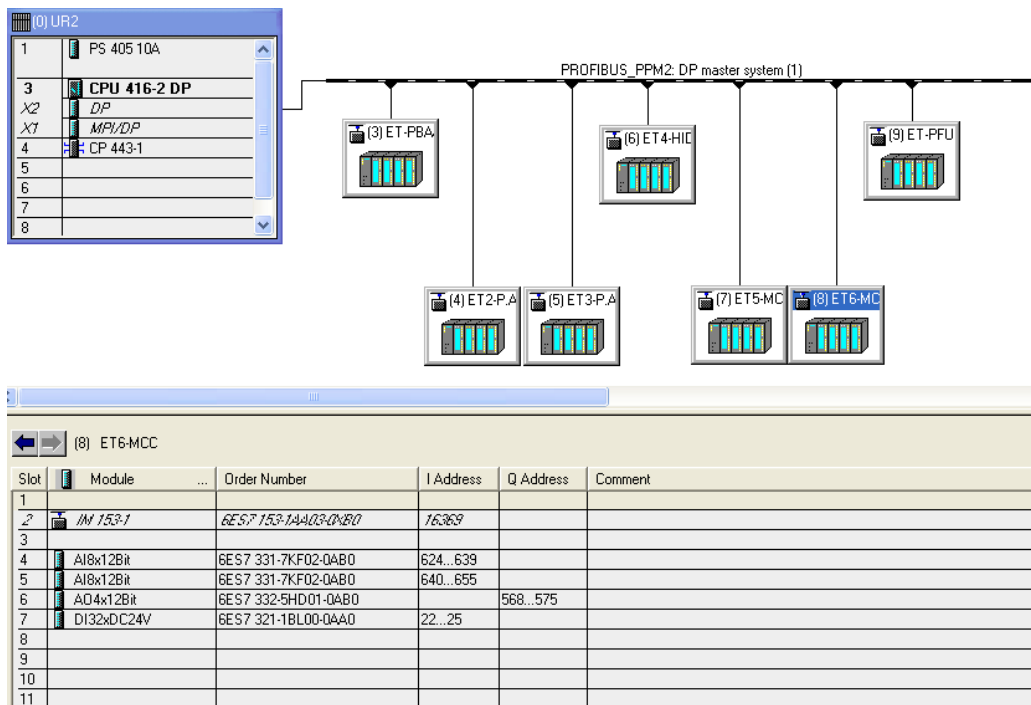 (0) UR2
1 PS 405 10A
3 CPU 416-2 DP
X2 DP
X1 MPI/DP
4 CP 443-1
5
6
7
8
PROFIBUS_PPM2: DP master system (1)
(3) ET-PBA
(6) ET4-HID
(9) ET-PFU
(4) ET2-P.A
(5) ET3-P.A
(7) ET5-MC
(8) ET6-MC
(8) ET6-MCC
Slot Module ... Order Number I Address Q Address Comment
1
2 IM 153-1 6ES7 153-1AA03-0XB0 16369
3
4 AI8x12Bit 6ES7 331-7KF02-0AB0 624...639
5 AI8x12Bit 6ES7 331-7KF02-0AB0 640...655
6 AO4x12Bit 6ES7 332-5HD01-0AB0 568...575
7 DI32xDC24V 6ES7 321-1BL00-0AA0 22...25
8
9
10
11